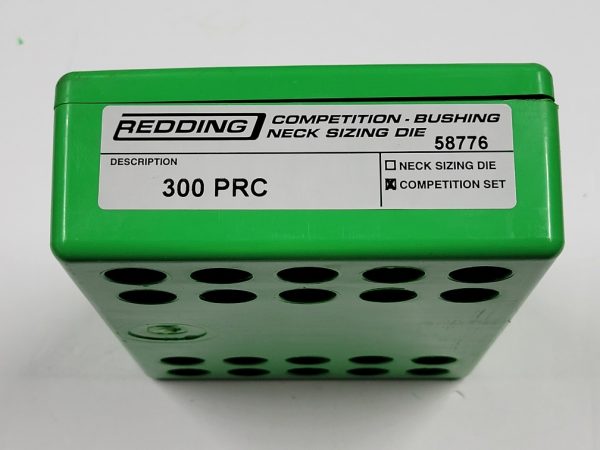 REDDING
COMPETITION - BUSHING
NECK SIZING DIE
58776
DESCRIPTION
300 PRC
☐ NECK SIZING DIE
☒ COMPETITION SET